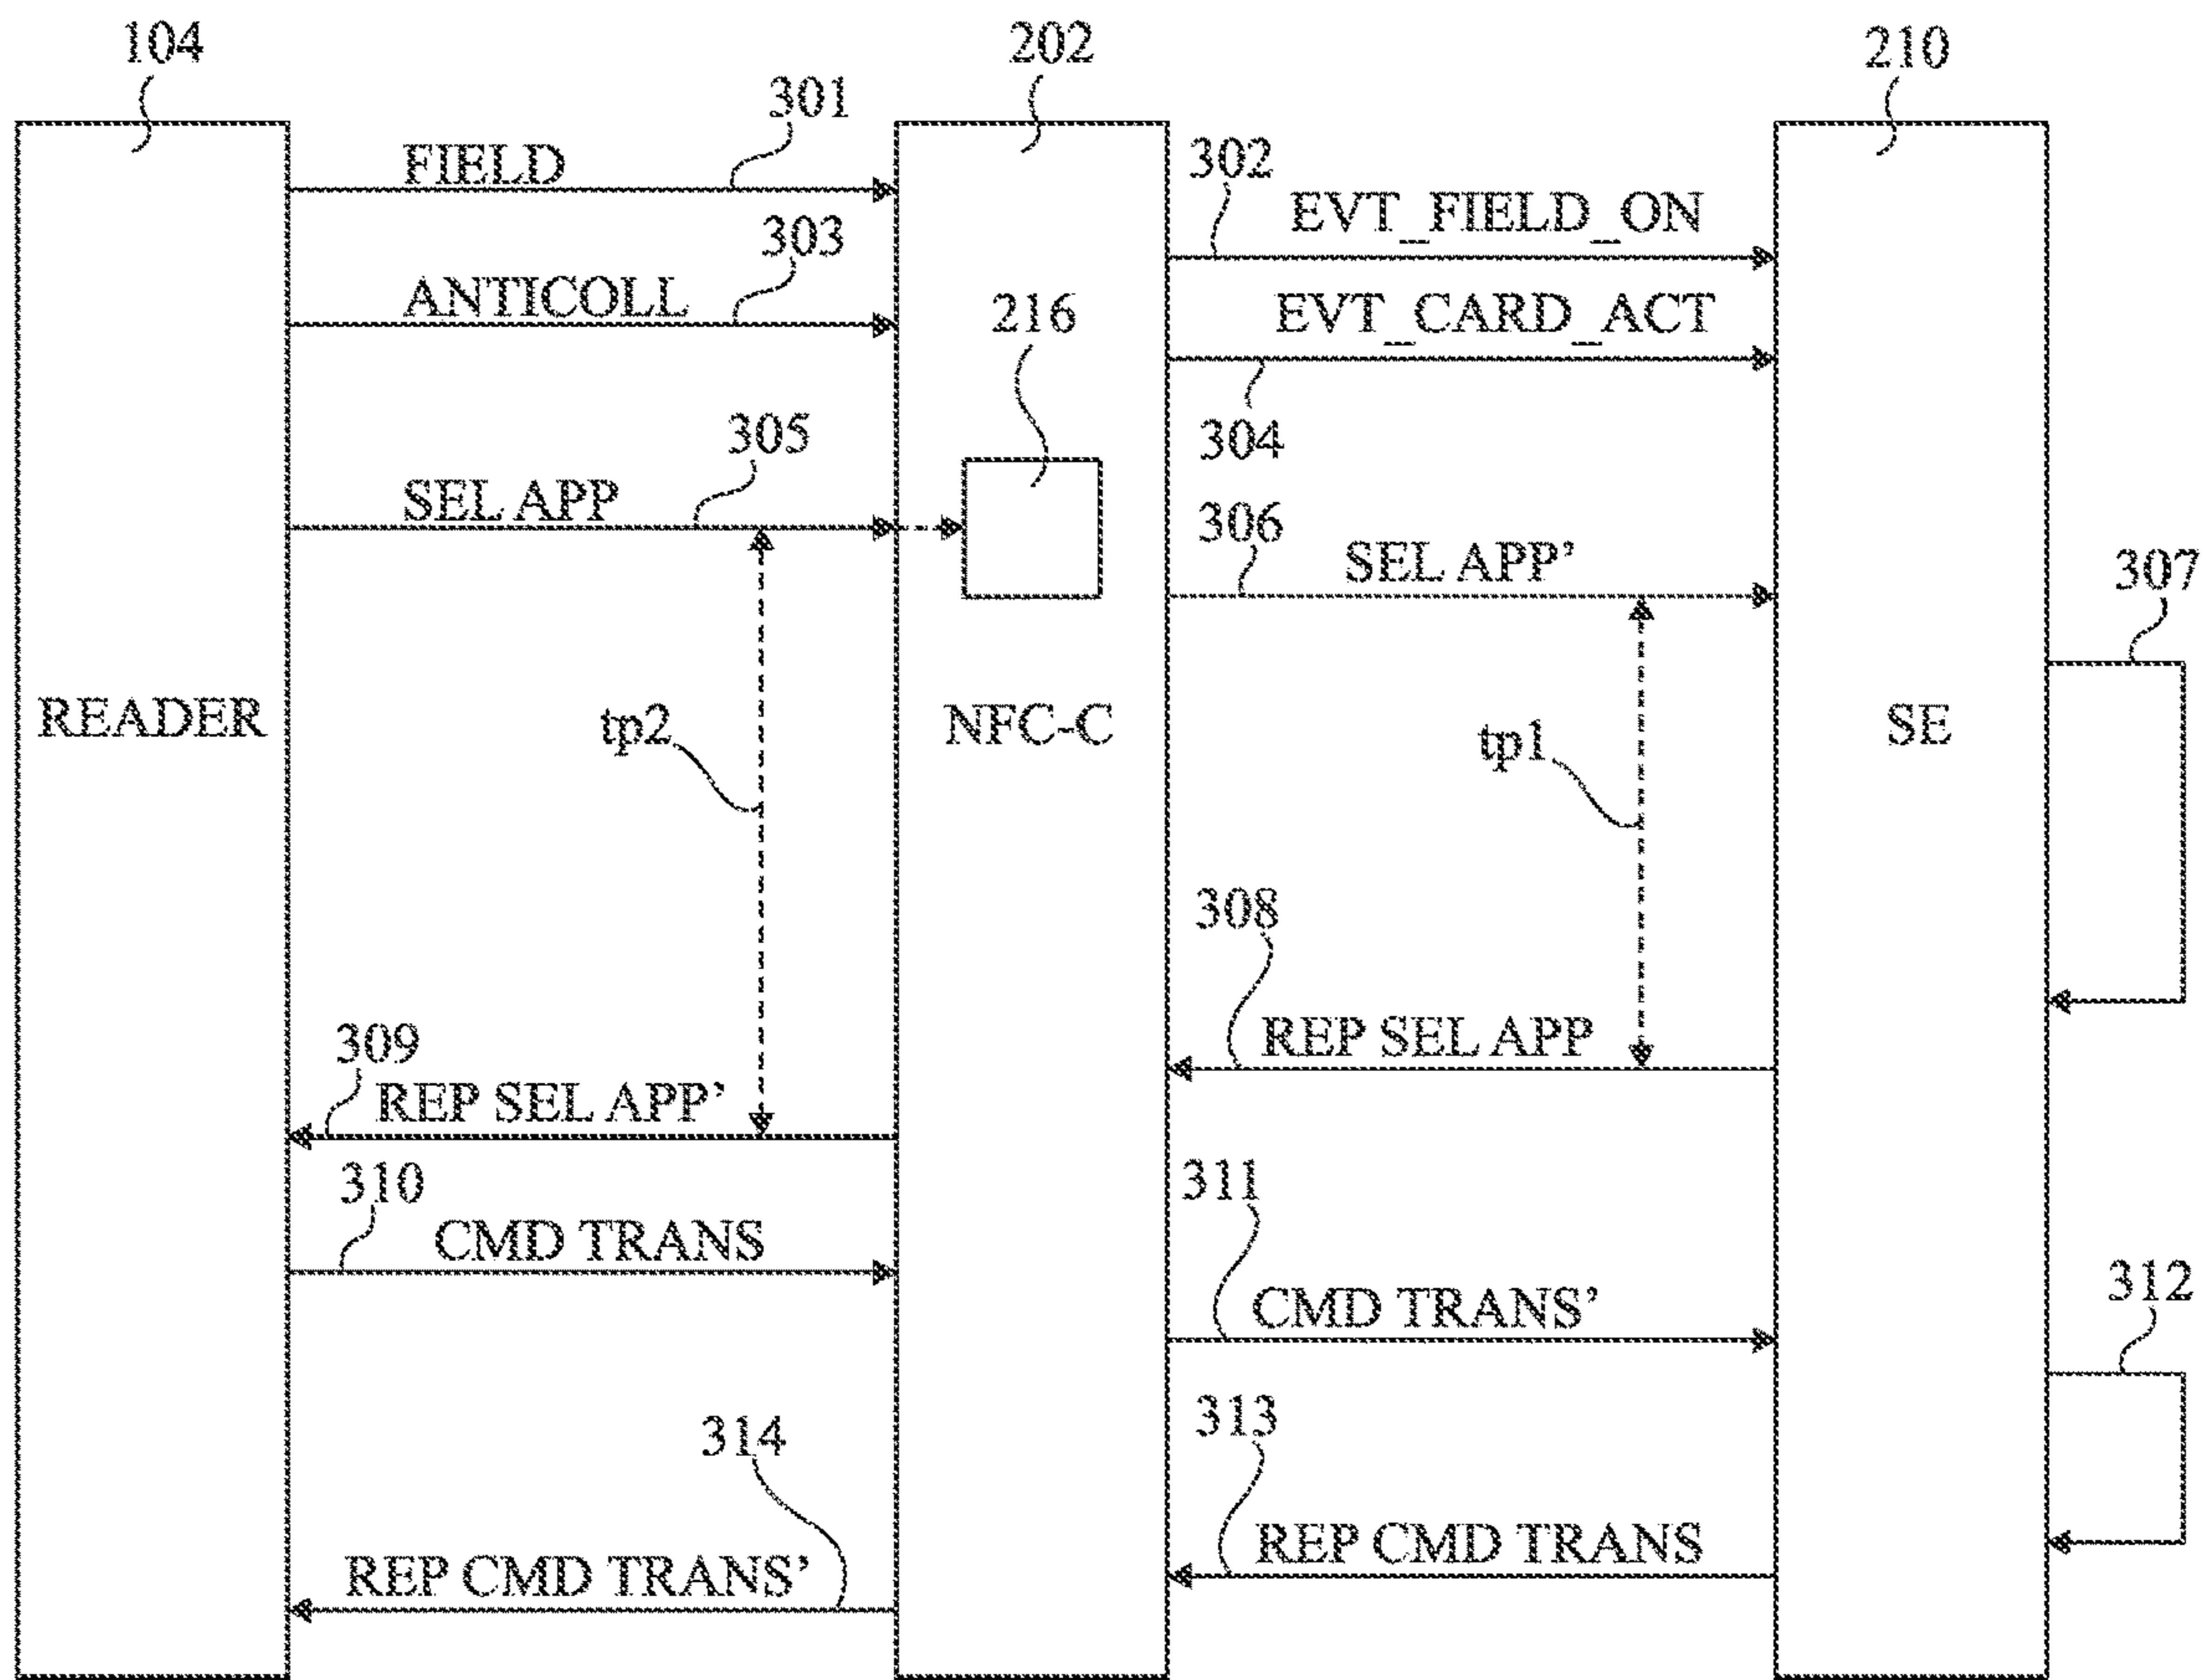 104
202
210
301
FIELD
302
EVT_FIELD_ON
303
ANTICOLL
216
EVT_CARD_ACT
304
305
SEL APP
306
SEL APP’
307
READER
tp2
NFC-C
tp1
SE
308
REP SEL APP
309
REP SEL APP’
310
CMD TRANS
311
CMD TRANS’
312
313
314
REP CMD TRANS
REP CMD TRANS’